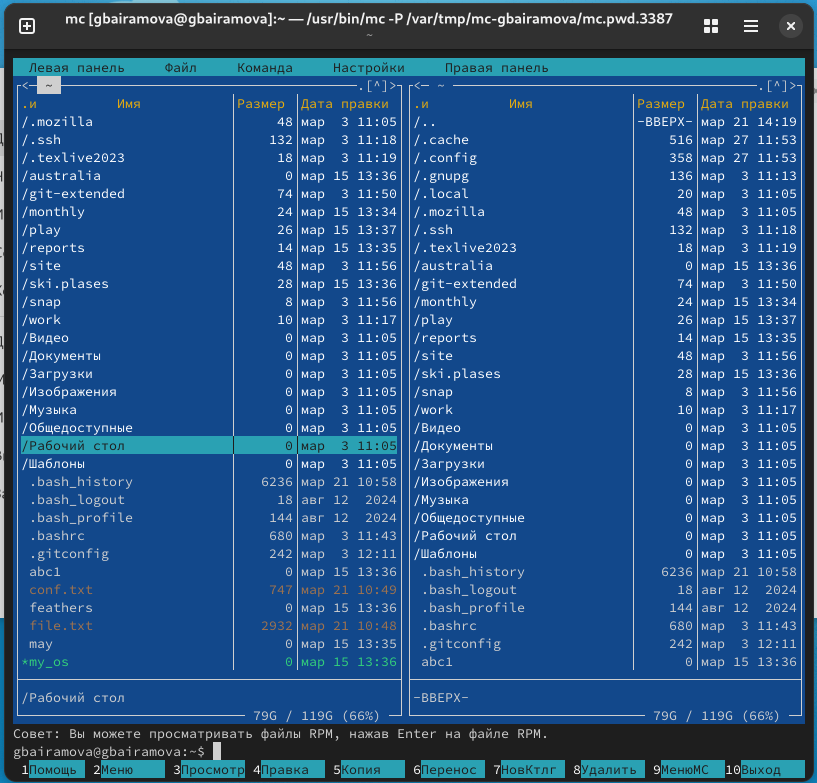 mc [gbairamova@gbairamova]:~ — /usr/bin/mc -P /var/tmp/mc-gbairamova/mc.pwd.3387
~
Левая панель Файл Команда Настройки Правая панель
<─ ~ ─.[^]>
.и Имя Размер Дата правки
/.mozilla 48 мар 3 11:05
/.ssh 132 мар 3 11:18
/.texlive2023 18 мар 3 11:19
/australia 0 мар 15 13:36
/git-extended 74 мар 3 11:50
/monthly 24 мар 15 13:34
/play 26 мар 15 13:37
/reports 14 мар 15 13:35
/site 48 мар 3 11:56
/ski.plases 28 мар 15 13:36
/snap 8 мар 3 11:56
/work 10 мар 3 11:17
/Видео 0 мар 3 11:05
/Документы 0 мар 3 11:05
/Загрузки 0 мар 3 11:05
/Изображения 0 мар 3 11:05
/Музыка 0 мар 3 11:05
/Общедоступные 0 мар 3 11:05
/Рабочий стол 0 мар 3 11:05
/Шаблоны 0 мар 3 11:05
.bash_history 6236 мар 21 10:58
.bash_logout 18 авг 12 2024
.bash_profile 144 авг 12 2024
.bashrc 680 мар 3 11:43
.gitconfig 242 мар 3 12:11
abc1 0 мар 15 13:36
conf.txt 747 мар 21 10:49
feathers 0 мар 15 13:36
file.txt 2932 мар 21 10:48
may 0 мар 15 13:35
*my_os 0 мар 15 13:36
/Рабочий стол
79G / 119G (66%)
<─ ~ ─.[^]>
.и Имя Размер Дата правки
/.. -ВВЕРХ- мар 21 14:19
/.cache 516 мар 27 11:53
/.config 358 мар 27 11:53
/.gnupg 136 мар 3 11:13
/.local 20 мар 3 11:05
/.mozilla 48 мар 3 11:05
/.ssh 132 мар 3 11:18
/.texlive2023 18 мар 3 11:19
/australia 0 мар 15 13:36
/git-extended 74 мар 3 11:50
/monthly 24 мар 15 13:34
/play 26 мар 15 13:37
/reports 14 мар 15 13:35
/site 48 мар 3 11:56
/ski.plases 28 мар 15 13:36
/snap 8 мар 3 11:56
/work 10 мар 3 11:17
/Видео 0 мар 3 11:05
/Документы 0 мар 3 11:05
/Загрузки 0 мар 3 11:05
/Изображения 0 мар 3 11:05
/Музыка 0 мар 3 11:05
/Общедоступные 0 мар 3 11:05
/Рабочий стол 0 мар 3 11:05
/Шаблоны 0 мар 3 11:05
.bash_history 6236 мар 21 10:58
.bash_logout 18 авг 12 2024
.bash_profile 144 авг 12 2024
.bashrc 680 мар 3 11:43
.gitconfig 242 мар 3 12:11
abc1 0 мар 15 13:36
-ВВЕРХ-
79G / 119G (66%)
Совет: Вы можете просматривать файлы RPM, нажав Enter на файле RPM.
gbairamova@gbairamova:~$
1Помощь 2Меню 3Просмотр 4Правка 5Копия 6Перенос 7НовКтлг 8Удалить 9МенюМС 10Выход